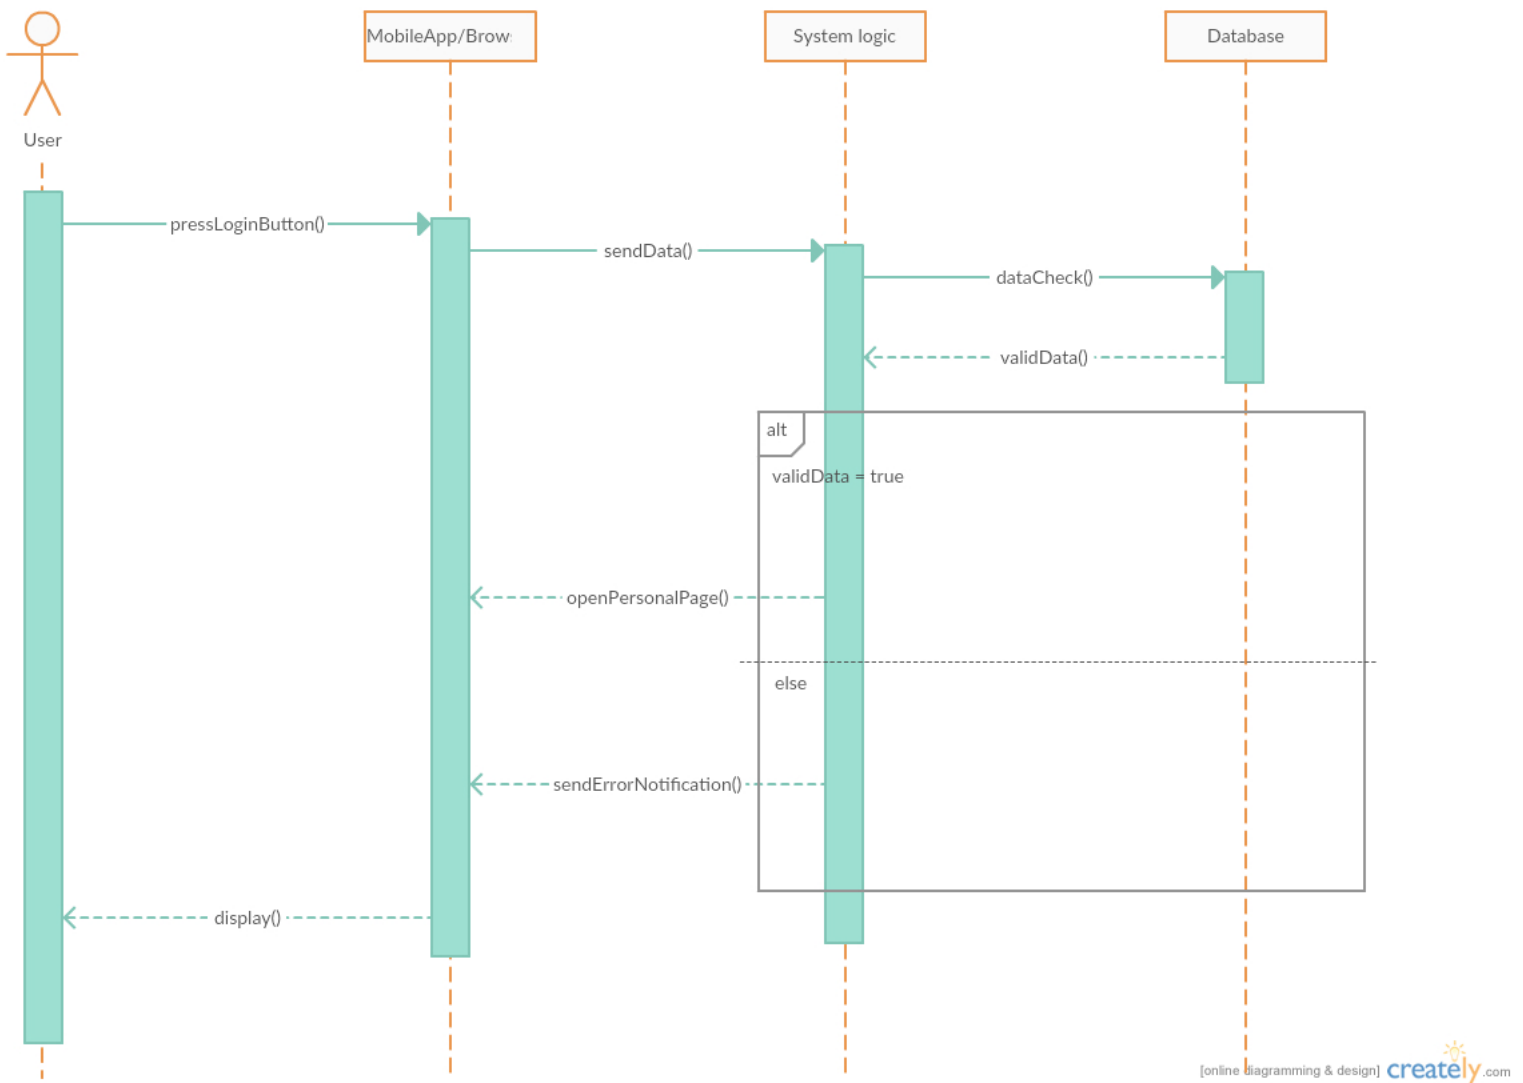 MobileApp/Brow
System logic
Database
User
pressLoginButton()
sendData()
dataCheck()
validData()
alt
validData = true
openPersonalPage()
else
sendErrorNotification()
display()
[online diagramming & design] creately.com